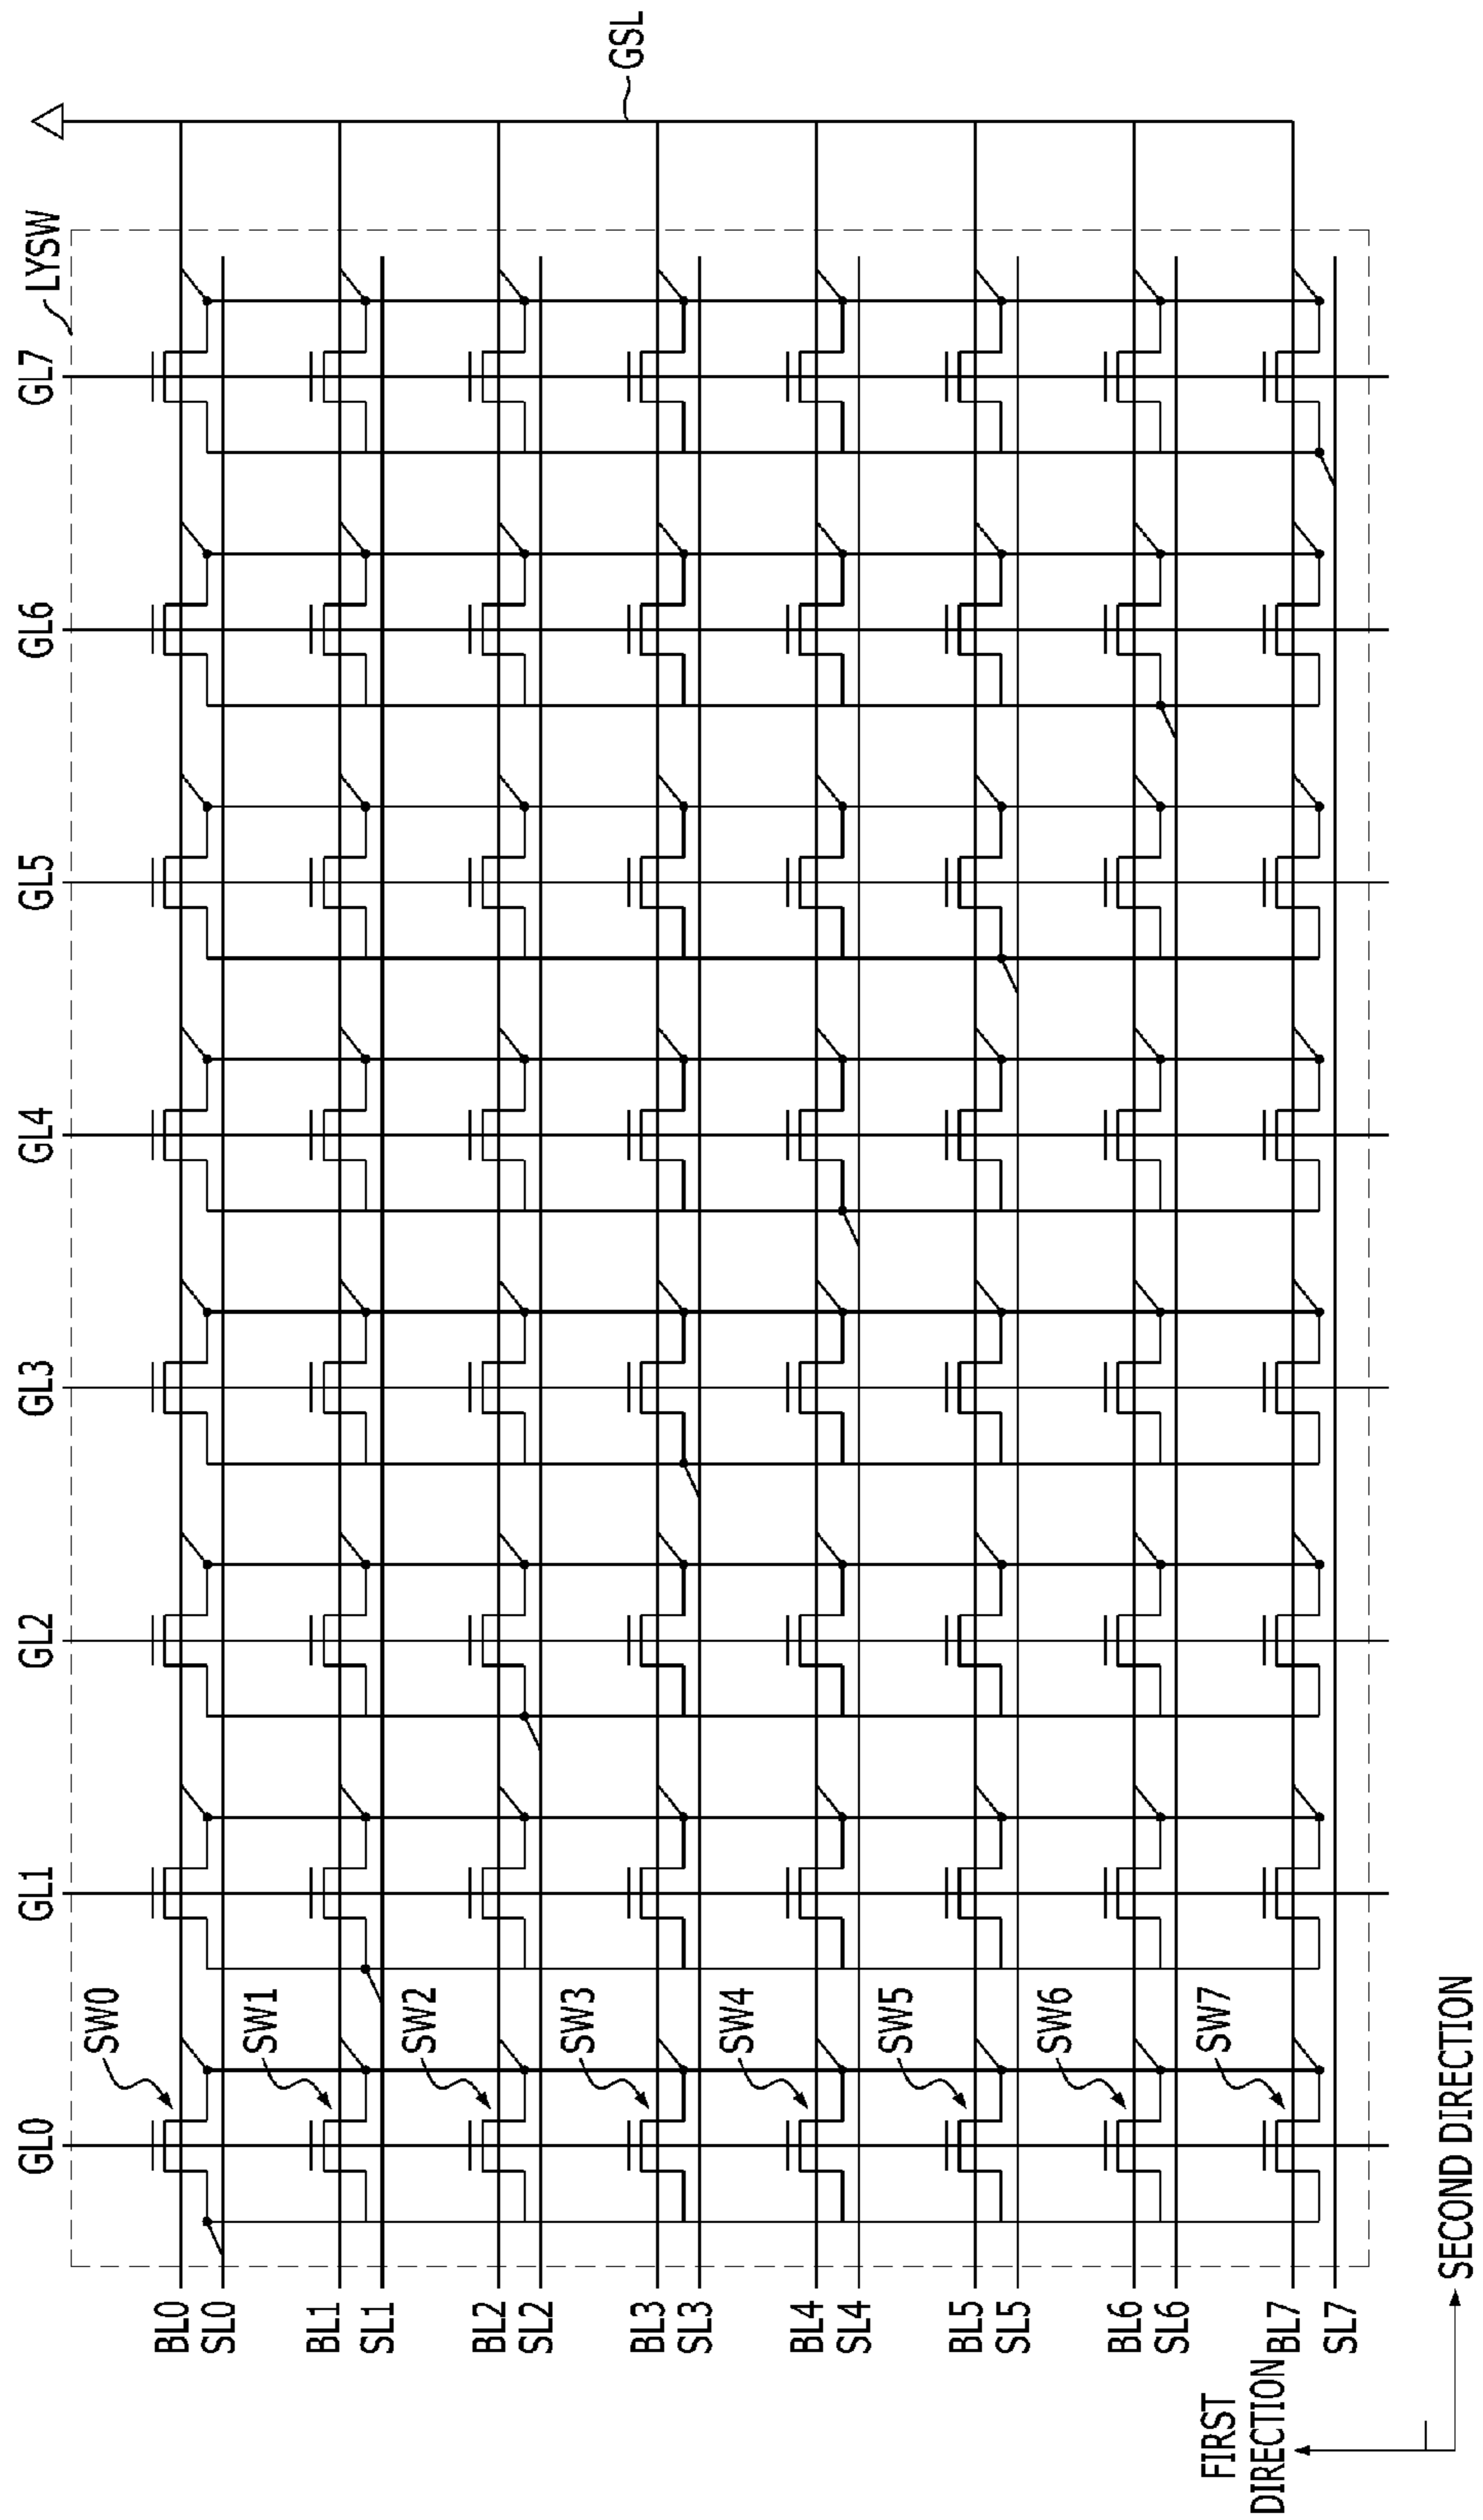 GSL
LYSW
GL0
GL1
GL2
GL3
GL4
GL5
GL6
GL7
SW0
SW1
SW2
SW3
SW4
SW5
SW6
SW7
BL0
SL0
BL1
SL1
BL2
SL2
BL3
SL3
BL4
SL4
BL5
SL5
BL6
SL6
BL7
SL7
FIRST
DIRECTION
SECOND DIRECTION